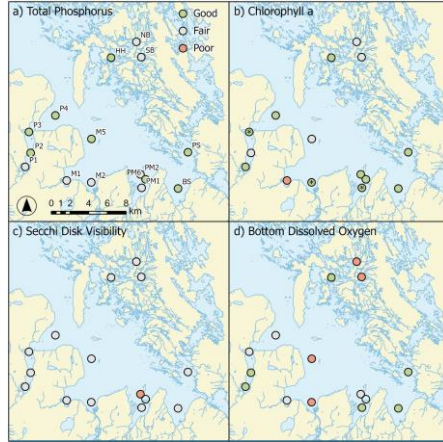 a) Total Phosphorus
Good
Fair
Poor
NB
HH
SB
P4
P3
M5
P2
PS
P1
PM2
M1
M2
PM6
PM1
BS
0 1 2 4 6 8
km
b) Chlorophyll a
c) Secchi Disk Visibility
d) Bottom Dissolved Oxygen